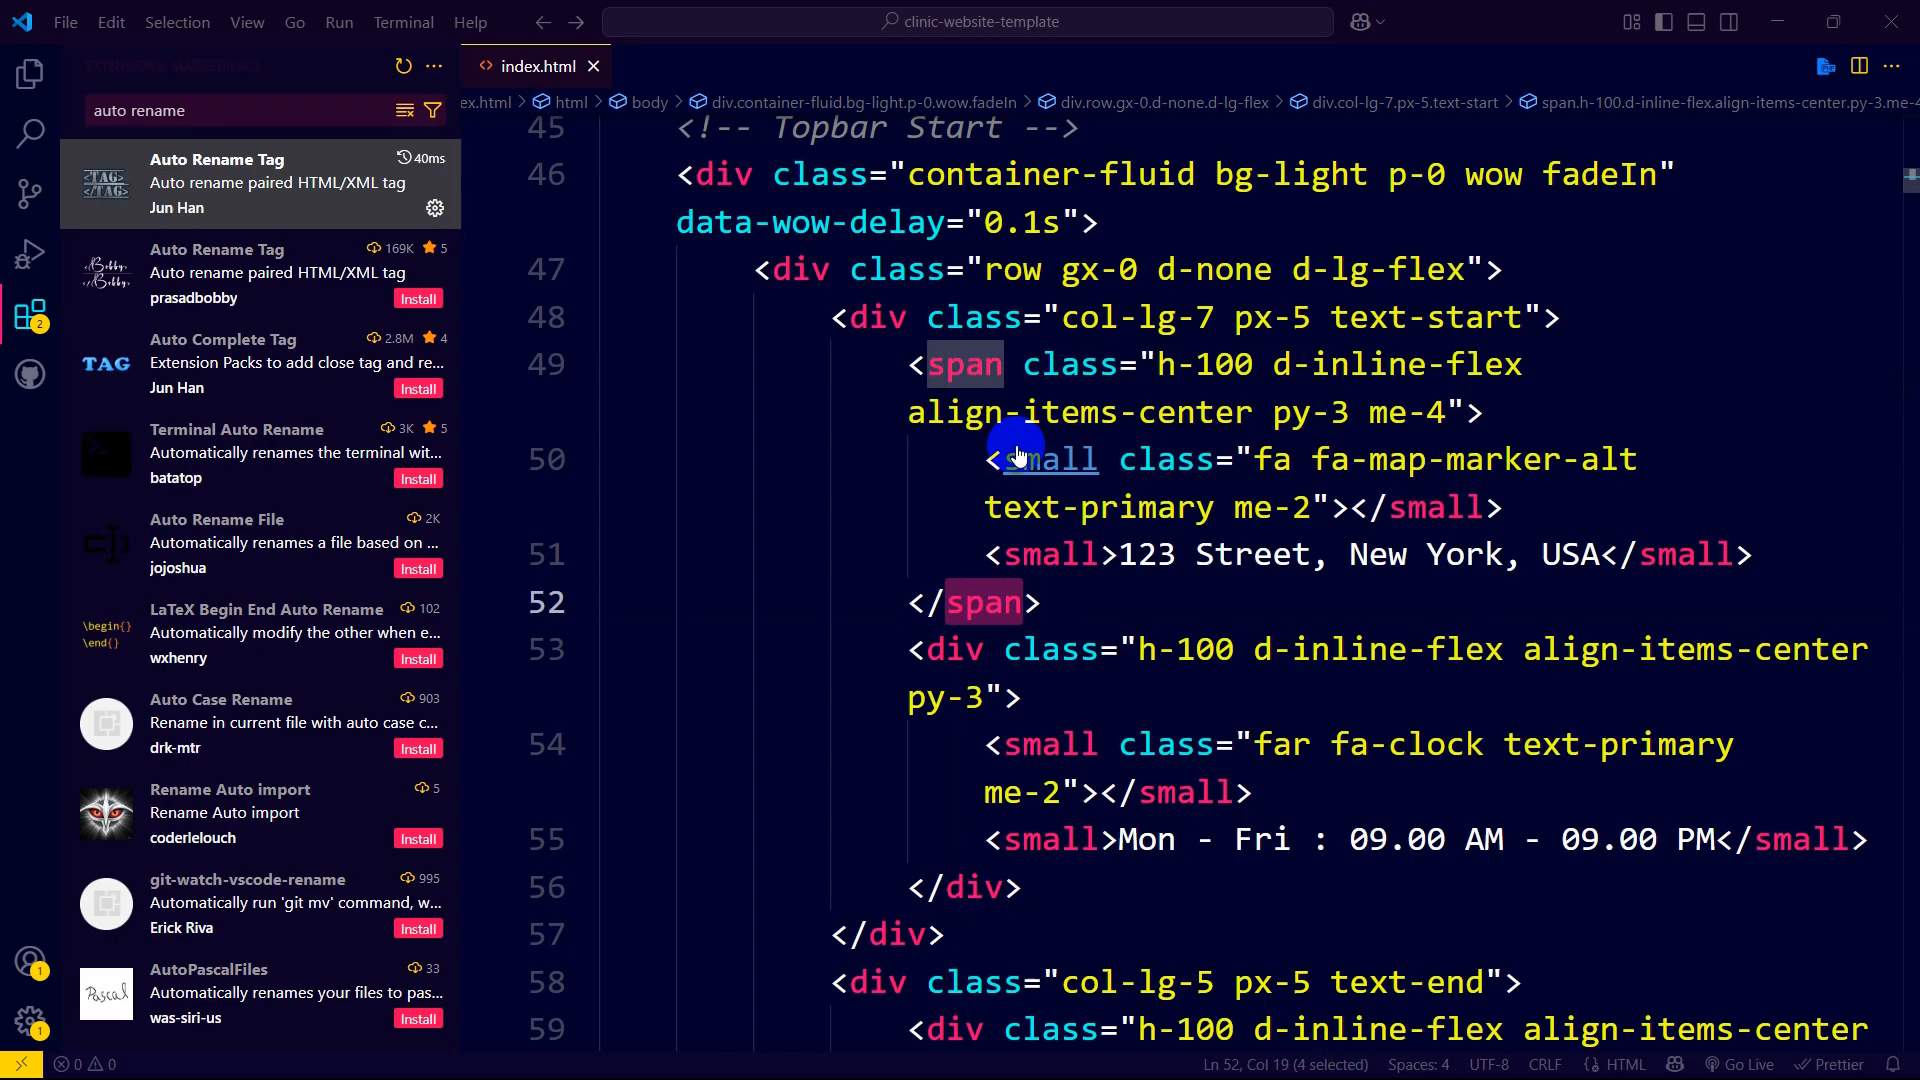 File Edit Selection View Go Run Terminal Help
clinic-website-template
index.html
auto rename
ex.html > html > body > div.container-fluid.bg-light.p-0.wow.fadeIn > div.row.gx-0.d-none.d-lg-flex > div.col-lg-7.px-5.text-start > span.h-100.d-inline-flex.align-items-center.py-3.me-4
Auto Rename Tag 40ms
Auto rename paired HTML/XML tag
Jun Han
Auto Rename Tag 169K 5
Auto rename paired HTML/XML tag
prasadbobby Install
Auto Complete Tag 2.8M 4
Extension Packs to add close tag and re...
Jun Han Install
Terminal Auto Rename 3K 5
Automatically renames the terminal wit...
batatop Install
Auto Rename File 2K
Automatically renames a file based on ...
jojoshua Install
LaTeX Begin End Auto Rename 102
Automatically modify the other when e...
wxhenry Install
Auto Case Rename 903
Rename in current file with auto case c...
drk-mtr Install
Rename Auto import 5
Rename Auto import
coderlelouch Install
git-watch-vscode-rename 995
Automatically run 'git mv' command, w...
Erick Riva Install
AutoPascalFiles 33
Automatically renames your files to pas...
was-siri-us Install
<TAG>
</TAG>
<Bobby>
</Bobby>
TAG
\begin{}
\end{}
Pascal
2
1
1
45 <!-- Topbar Start -->
46 <div class="container-fluid bg-light p-0 wow fadeIn"
data-wow-delay="0.1s">
47 <div class="row gx-0 d-none d-lg-flex">
48 <div class="col-lg-7 px-5 text-start">
49 <span class="h-100 d-inline-flex
align-items-center py-3 me-4">
50 <small class="fa fa-map-marker-alt
text-primary me-2"></small>
51 <small>123 Street, New York, USA</small>
52 </span>
53 <div class="h-100 d-inline-flex align-items-center
py-3">
54 <small class="far fa-clock text-primary
me-2"></small>
55 <small>Mon - Fri : 09.00 AM - 09.00 PM</small>
56 </div>
57 </div>
58 <div class="col-lg-5 px-5 text-end">
59 <div class="h-100 d-inline-flex align-items-center
0 0 Ln 52, Col 19 (4 selected) Spaces: 4 UTF-8 CRLF {} HTML Go Live Prettier